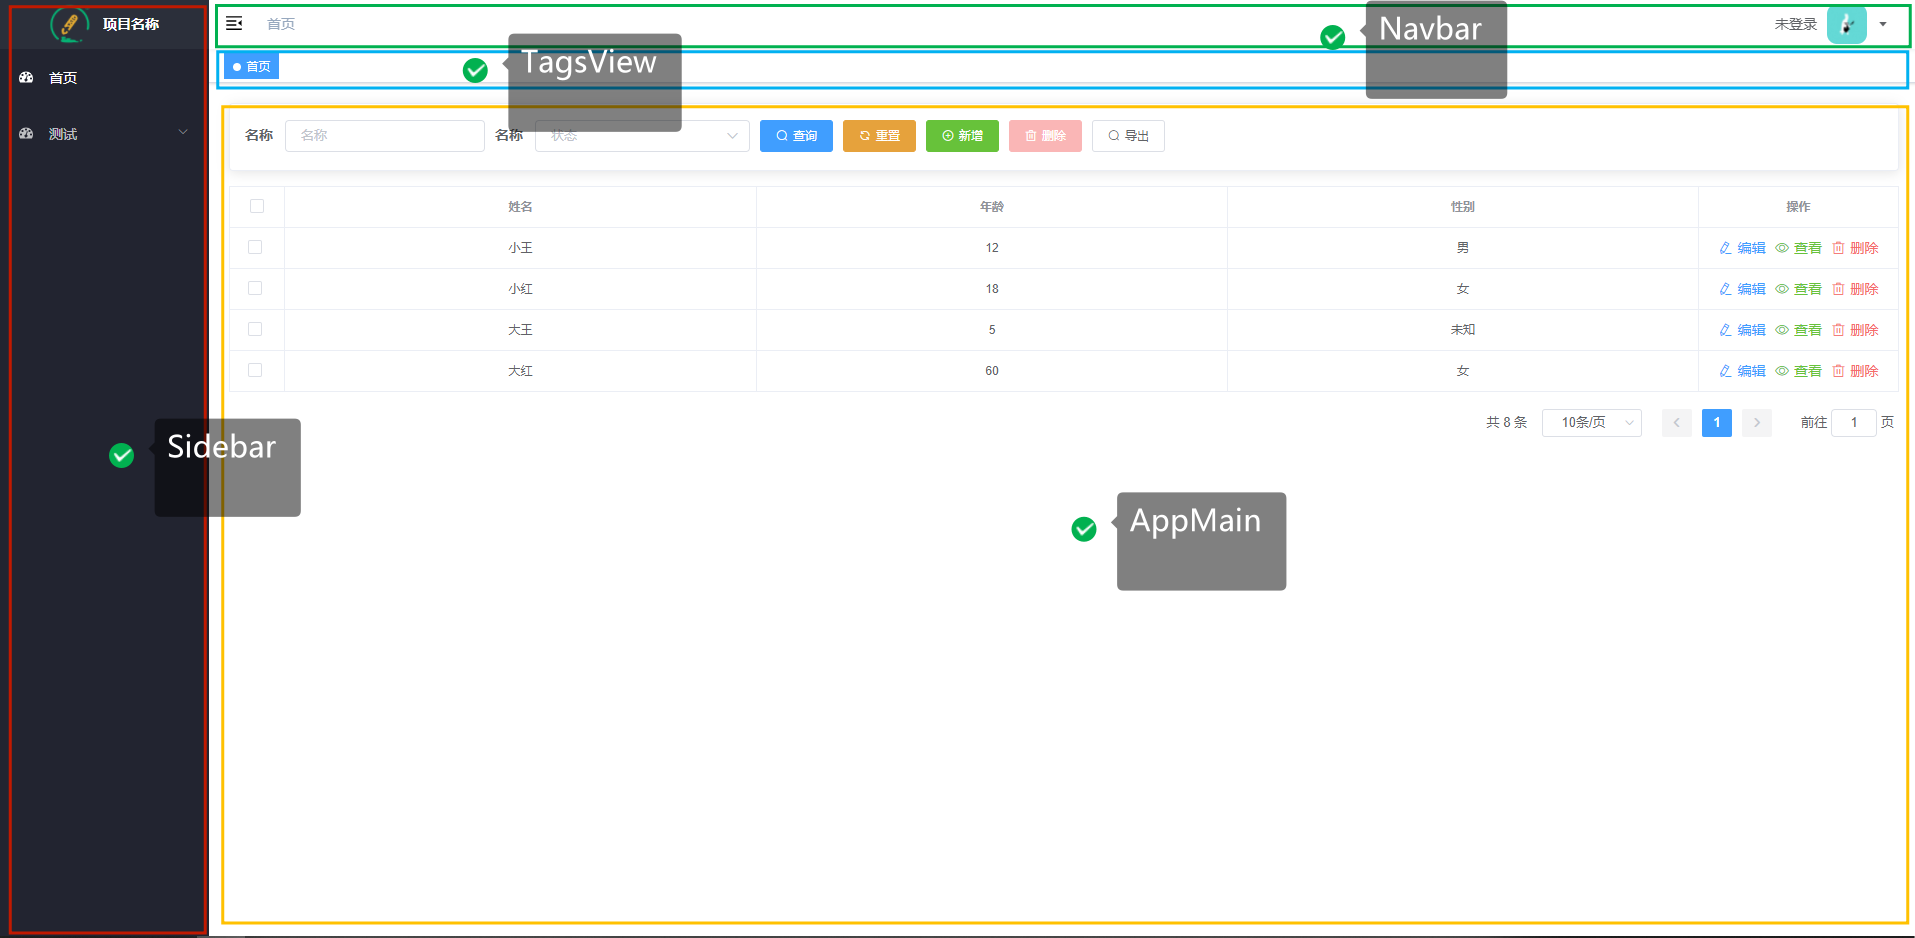 项目名称
首页
测试
首页
未登录
Navbar
首页
TagsView
名称 名称 名称 状态 查询 重置 新增 删除 导出
姓名 年龄 性别 操作
小王 12 男 编辑 查看 删除
小红 18 女 编辑 查看 删除
大王 5 未知 编辑 查看 删除
大红 60 女 编辑 查看 删除
共 8 条 10条/页 1 前往 1 页
Sidebar
AppMain